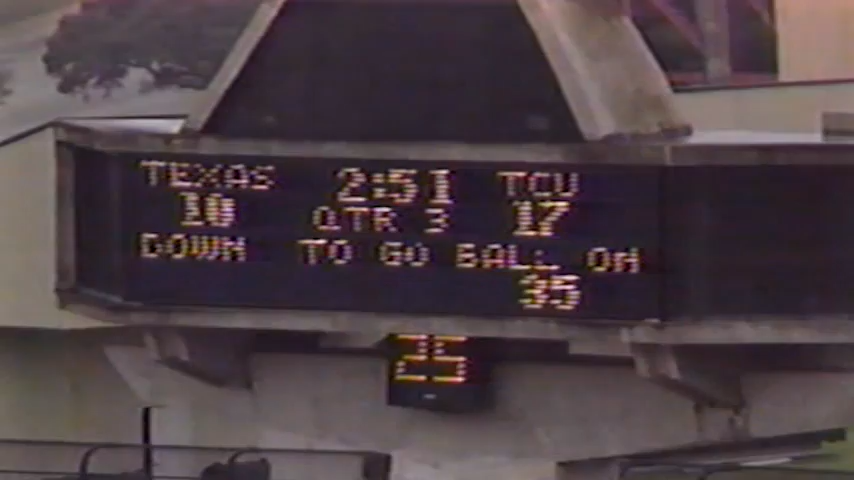 TEXAS 2:51 TCU
10 QTR 3 17
DOWN TO GO BALL ON
35
25